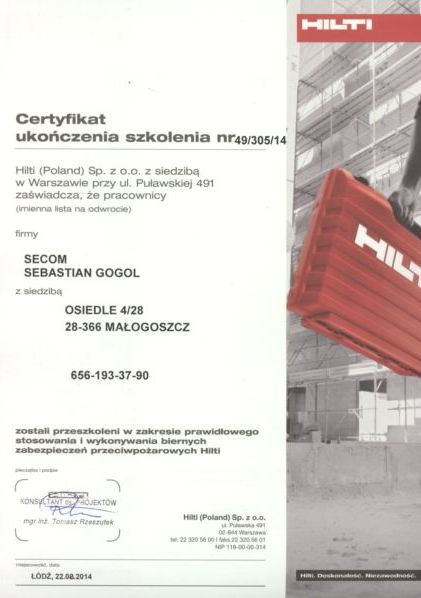 HILTI
Certyfikat
ukończenia szkolenia nr 49/305/14
Hilti (Poland) Sp. z o.o. z siedzibą
w Warszawie przy ul. Puławskiej 491
zaświadcza, że pracownicy
(imienna lista na odwrocie)
firmy
SECOM
SEBASTIAN GOGOL
z siedzibą
OSIEDLE 4/28
28-366 MAŁOGOSZCZ
656-193-37-90
HILTI
zostali przeszkoleni w zakresie prawidłowego
stosowania i wykonywania biernych
zabezpieczeń przeciwpożarowych Hilti
pieczątka i podpis
KONSULTANT ds. PROJEKTÓW
mgr inż. Tomasz Rzeszutek
Hilti (Poland) Sp. z o.o.
ul. Puławska 491
02-844 Warszawa
tel. 22 320 56 00 | faks 22 320 56 01
NIP 118-00-00-314
miejscowość, data
ŁÓDŹ, 22.08.2014
Hilti. Doskonałość. Niezawodność.